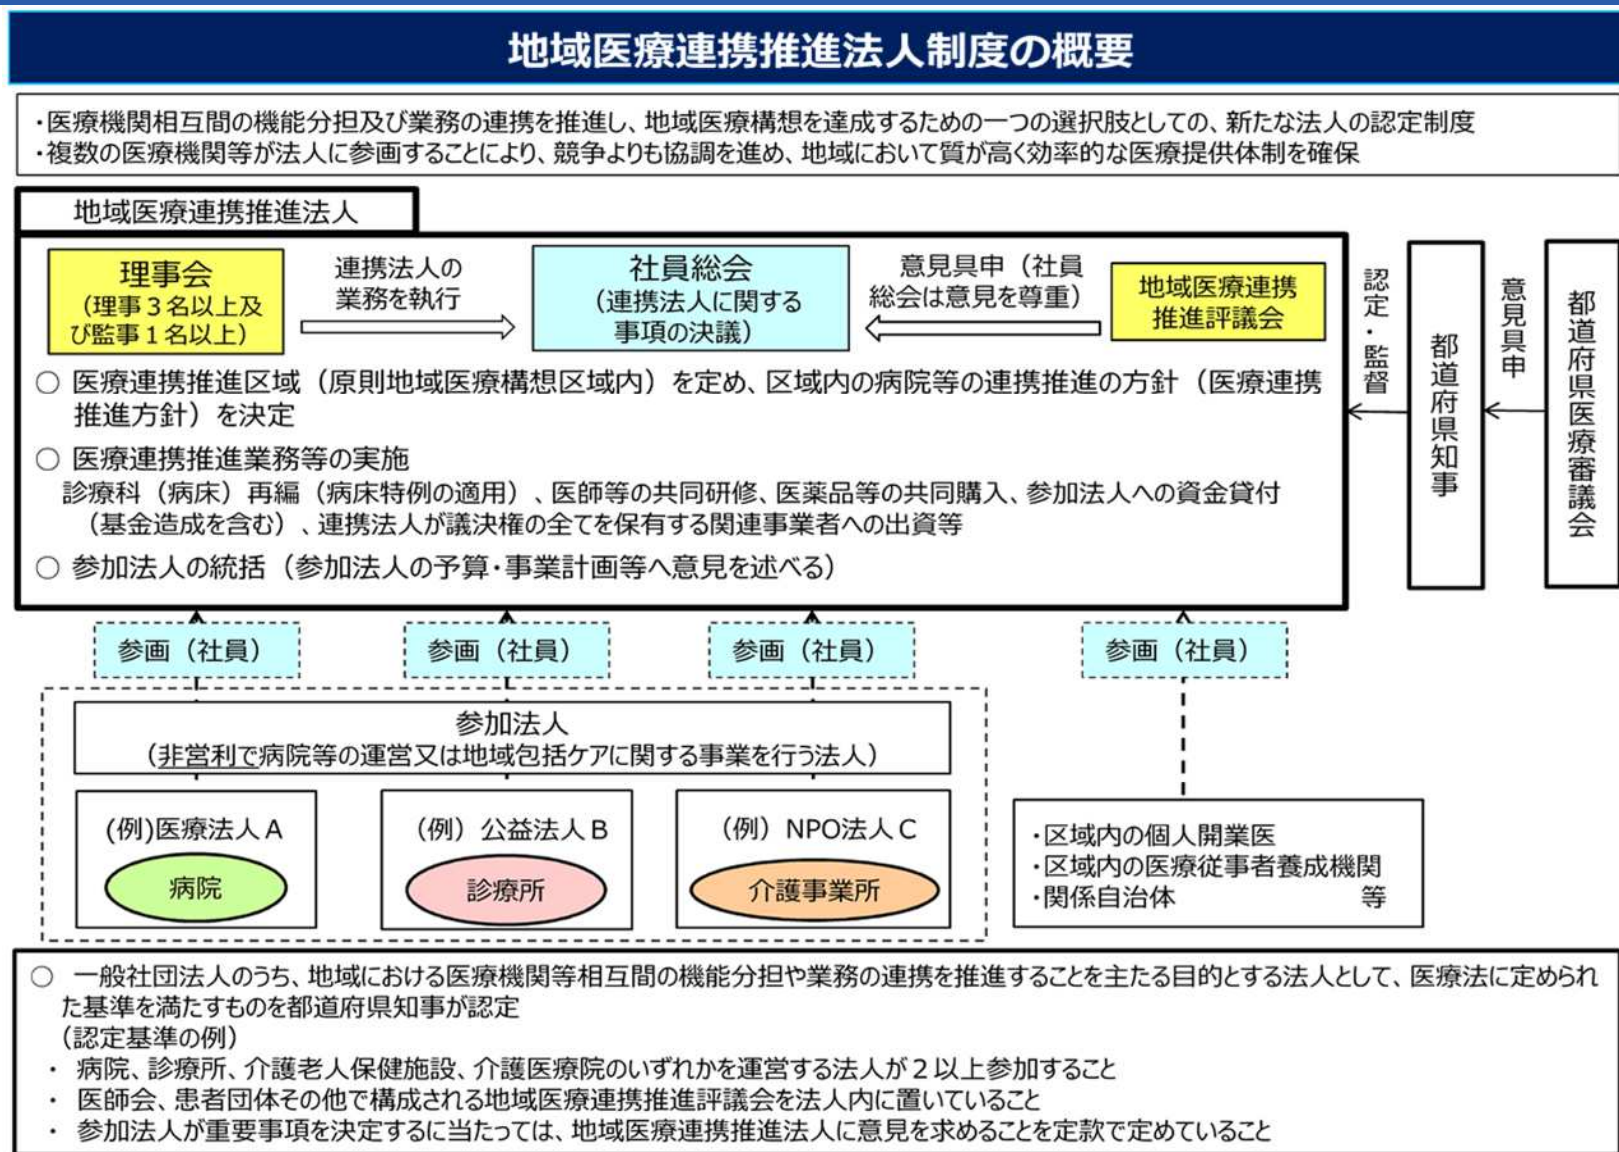 地域医療連携推進法人制度の概要
・医療機関相互間の機能分担及び業務の連携を推進し、地域医療構想を達成するための一つの選択肢としての、新たな法人の認定制度
・複数の医療機関等が法人に参画することにより、競争よりも協調を進め、地域において質が高く効率的な医療提供体制を確保
地域医療連携推進法人
理事会
（理事３名以上及
び監事１名以上）
連携法人の
業務を執行
社員総会
（連携法人に関する
事項の決議）
意見具申（社員
総会は意見を尊重）
地域医療連携
推進評議会
認定・監督
都道府県知事
意見具申
都道府県医療審議会
○ 医療連携推進区域（原則地域医療構想区域内）を定め、区域内の病院等の連携推進の方針（医療連携
推進方針）を決定
○ 医療連携推進業務等の実施
診療科（病床）再編（病床特例の適用）、医師等の共同研修、医薬品等の共同購入、参加法人への資金貸付
（基金造成を含む）、連携法人が議決権の全てを保有する関連事業者への出資等
○ 参加法人の統括（参加法人の予算・事業計画等へ意見を述べる）
参画（社員）
参画（社員）
参画（社員）
参画（社員）
参加法人
（非営利で病院等の運営又は地域包括ケアに関する事業を行う法人）
(例)医療法人Ａ
病院
（例）公益法人Ｂ
診療所
（例）NPO法人Ｃ
介護事業所
・区域内の個人開業医
・区域内の医療従事者養成機関
・関係自治体 等
○ 一般社団法人のうち、地域における医療機関等相互間の機能分担や業務の連携を推進することを主たる目的とする法人として、医療法に定められ
た基準を満たすものを都道府県知事が認定
（認定基準の例）
・ 病院、診療所、介護老人保健施設、介護医療院のいずれかを運営する法人が２以上参加すること
・ 医師会、患者団体その他で構成される地域医療連携推進評議会を法人内に置いていること
・ 参加法人が重要事項を決定するに当たっては、地域医療連携推進法人に意見を求めることを定款で定めていること